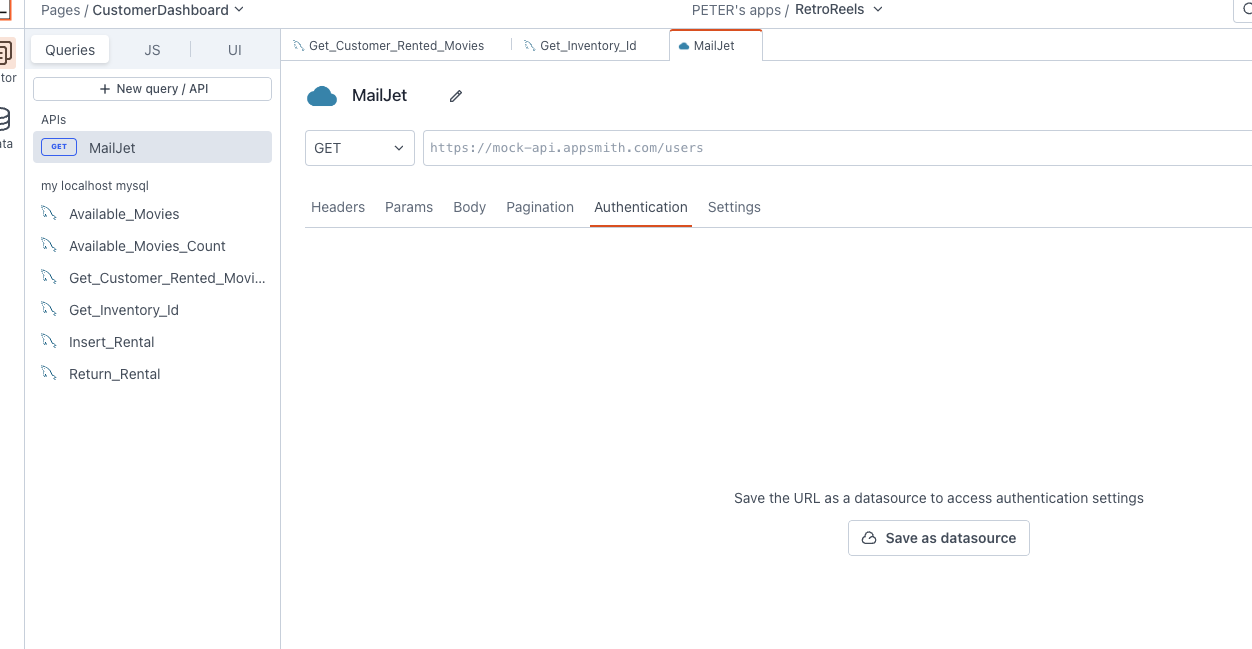 Pages / CustomerDashboard
PETER's apps / RetroReels
Queries JS UI
Get_Customer_Rented_Movies Get_Inventory_Id MailJet
+ New query / API
APIs
GET MailJet
my localhost mysql
Available_Movies
Available_Movies_Count
Get_Customer_Rented_Movi...
Get_Inventory_Id
Insert_Rental
Return_Rental
MailJet
GET https://mock-api.appsmith.com/users
Headers Params Body Pagination Authentication Settings
Save the URL as a datasource to access authentication settings
Save as datasource